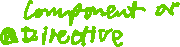 Component or
Directive